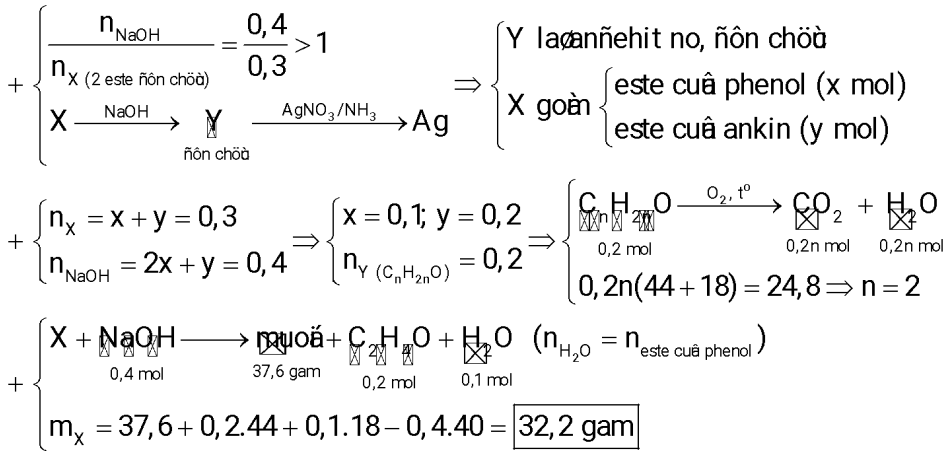 + { n_NaOH / n_X (2 este ñôn chöùc) = 0,4 / 0,3 > 1 ⇒ { Y laø anñehit no, ñôn chöùc
X —NaOH→ Y —AgNO₃/NH₃→ Ag X goàm { este cuûa phenol (x mol)
ñôn chöùc este cuûa ankin (y mol)
+ { n_X = x + y = 0,3 ⇒ { x = 0,1; y = 0,2 ⇒ { CₙH₂ₙO —O₂, tº→ CO₂ + H₂O
n_NaOH = 2x + y = 0,4 n_Y (CₙH₂ₙO) = 0,2 0,2 mol 0,2n mol 0,2n mol
0,2n(44 + 18) = 24,8 ⇒ n = 2
+ { X + NaOH ⟶ muoái + C₂H₄O + H₂O (n_H₂O = n_este cuûa phenol)
0,4 mol 37,6 gam 0,2 mol 0,1 mol
m_X = 37,6 + 0,2.44 + 0,1.18 − 0,4.40 = 32,2 gam